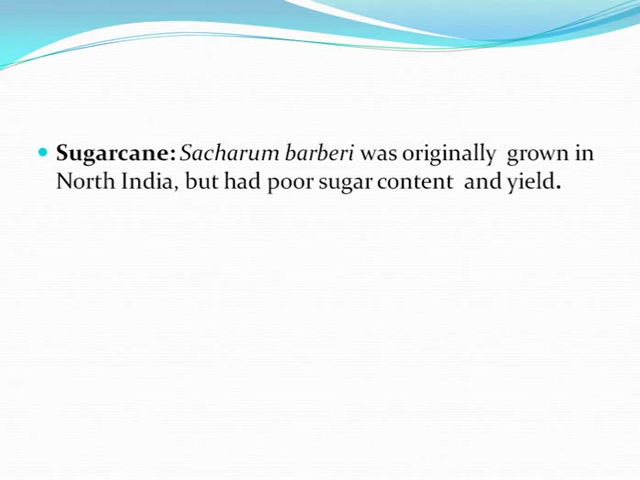 Sugarcane: Sacharum barberi was originally grown in
North India, but had poor sugar content and yield.